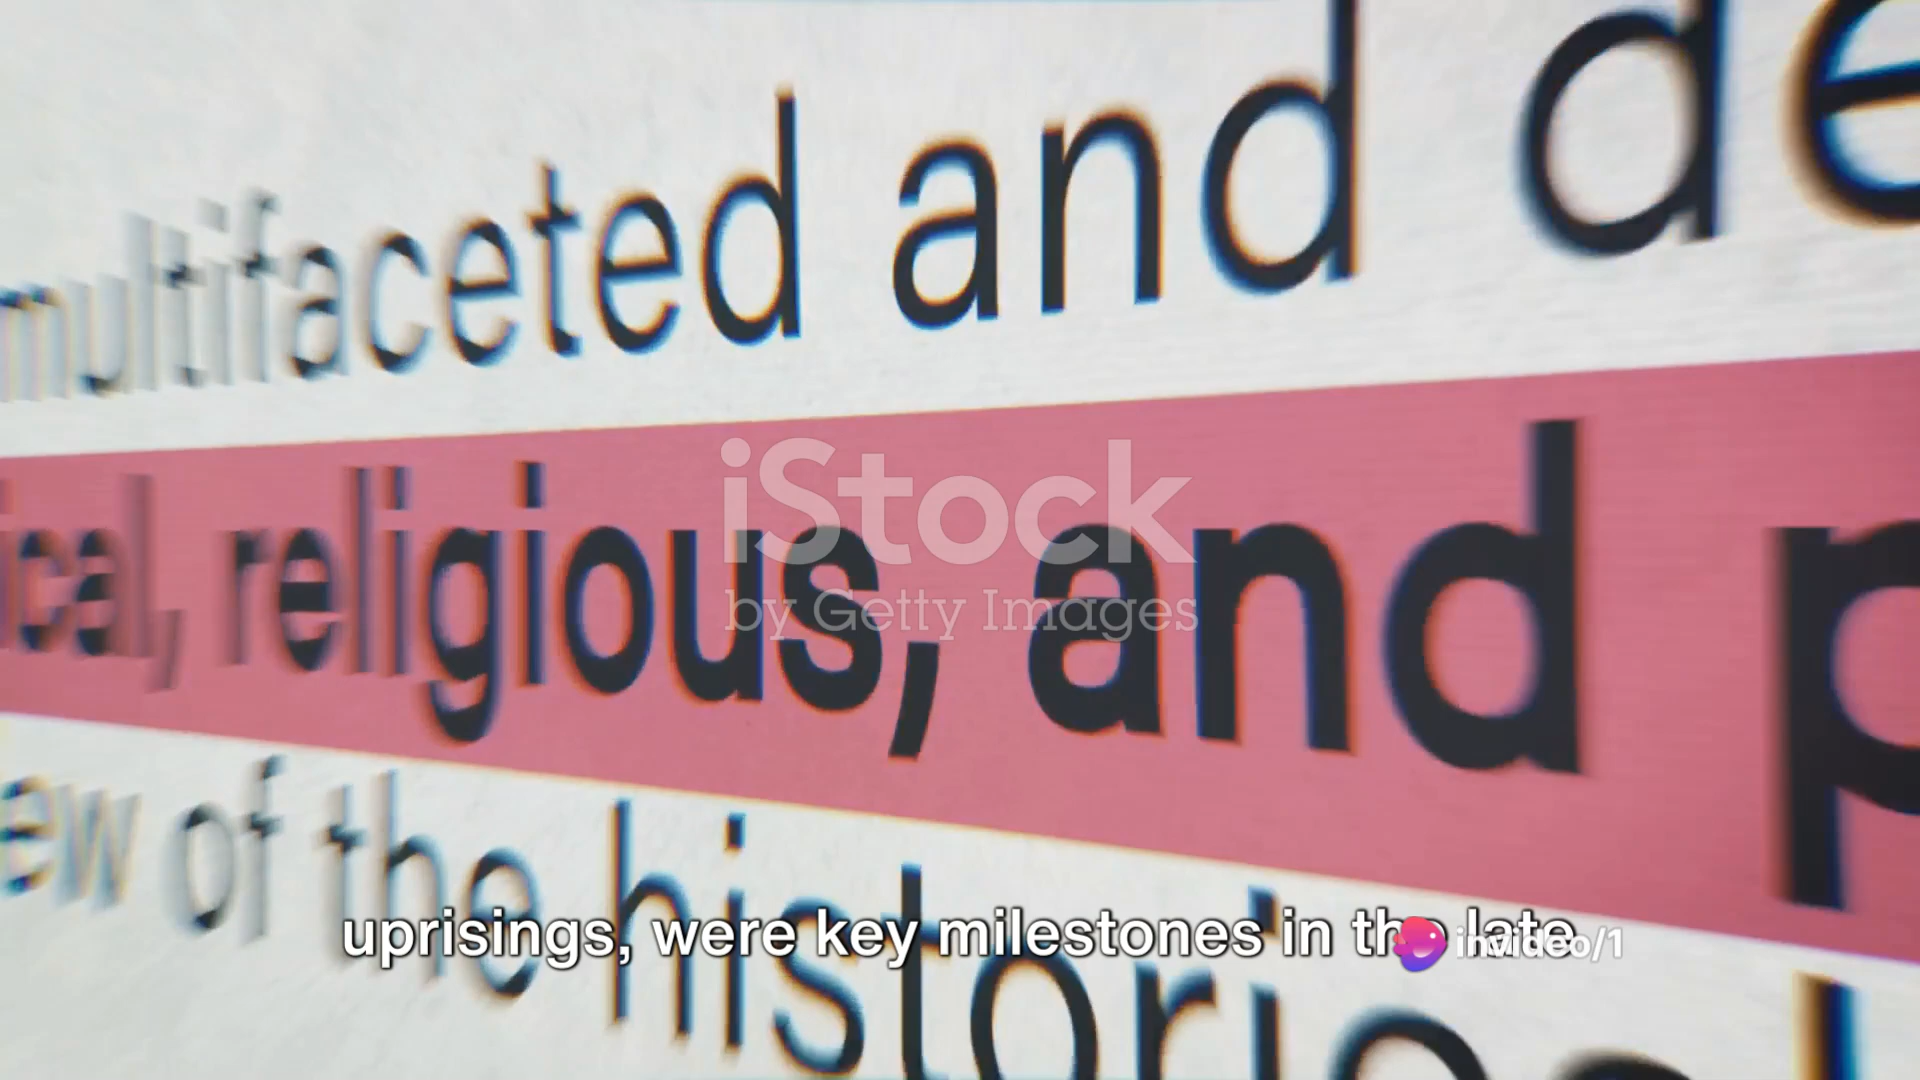 multifaceted and de
ical, religious, and p
iStock
by Getty Images
ew of the historical
uprisings, were key milestones in the late
invideo/1